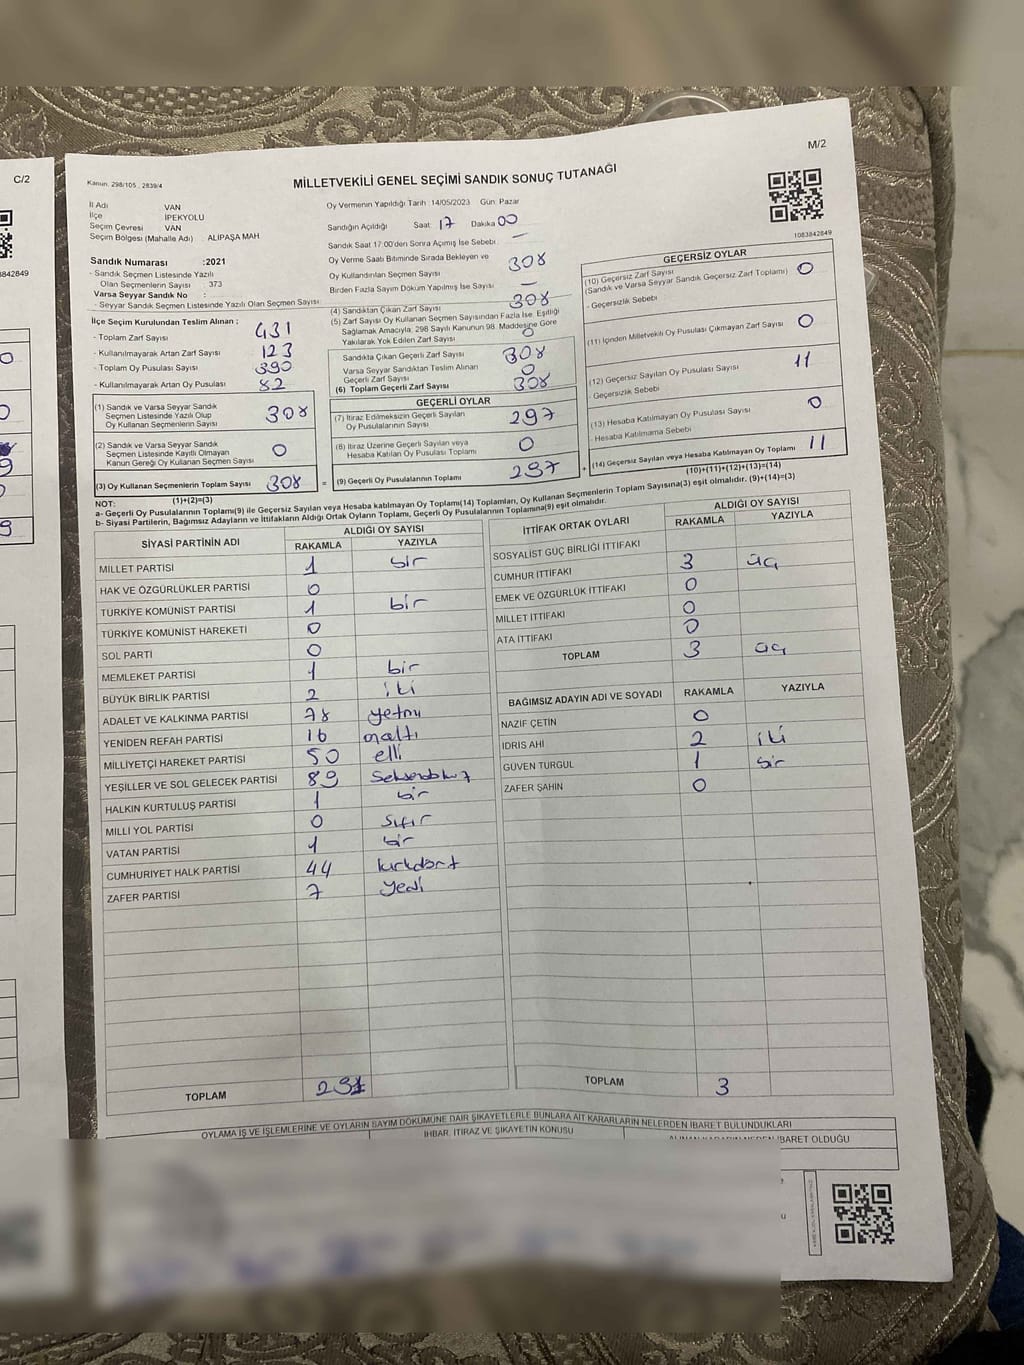 C/2
M/2
Kanun. 298/105 , 2839/4
MİLLETVEKİLİ GENEL SEÇİMİ SANDIK SONUÇ TUTANAĞI
1083842849
842849
İl Adı VAN
İlçe İPEKYOLU
Seçim Çevresi VAN
Seçim Bölgesi (Mahalle Adı) : ALİPAŞA MAH.
Sandık Numarası :2021
- Sandık Seçmen Listesinde Yazılı
Olan Seçmenlerin Sayısı : 373
Varsa Seyyar Sandık No :
- Seyyar Sandık Seçmen Listesinde Yazılı Olan Seçmen Sayısı
İlçe Seçim Kurulundan Teslim Alınan ;
- Toplam Zarf Sayısı 431
- Kullanılmayarak Artan Zarf Sayısı 123
- Toplam Oy Pusulası Sayısı 390
- Kullanılmayarak Artan Oy Pusulası 82
(1) Sandık ve Varsa Seyyar Sandık
Seçmen Listesinde Yazılı Olup
Oy Kullanan Seçmenlerin Sayısı 308
(2) Sandık ve Varsa Seyyar Sandık
Seçmen Listesinde Kayıtlı Olmayan
Kanun Gereği Oy Kullanan Seçmen Sayısı 0
(3) Oy Kullanan Seçmenlerin Toplam Sayısı 308 =
(1)+(2)=(3)
Oy Vermenin Yapıldığı Tarih :14/05/2023 Gün: Pazar
Sandığın Açıldığı Saat: 17 Dakika 00
Sandık Saat 17:00'den Sonra Açılmış İse Sebebi : —
Oy Verme Saati Bitiminde Sırada Bekleyen ve
Oy Kullandırılan Seçmen Sayısı 308
Birden Fazla Sayım Döküm Yapılmış İse Sayısı —
(4) Sandıktan Çıkan Zarf Sayısı 308
(5) Zarf Sayısı Oy Kullanan Seçmen Sayısından Fazla İse, Eşitliği
Sağlamak Amacıyla, 298 Sayılı Kanunun 98. Maddesine Göre
Yakılarak Yok Edilen Zarf Sayısı 0
Sandıkta Çıkan Geçerli Zarf Sayısı 308
Varsa Seyyar Sandıktan Teslim Alınan
Geçerli Zarf Sayısı 0
(6) Toplam Geçerli Zarf Sayısı 308
GEÇERLİ OYLAR
(7) İtiraz Edilmeksizin Geçerli Sayılan
Oy Pusulalarının Sayısı 297
(8) İtiraz Üzerine Geçerli Sayılan veya
Hesaba Katılan Oy Pusulası Sayısı 0
(9) Geçerli Oy Pusulalarının Toplamı 297 +
GEÇERSİZ OYLAR
(10) Geçersiz Zarf Sayısı
(Sandık ve Varsa Seyyar Sandık Geçersiz Zarf Toplamı) 0
- Geçersizlik Sebebi
(11) İçinden Milletvekili Oy Pusulası Çıkmayan Zarf Sayısı 0
(12) Geçersiz Sayılan Oy Pusulası Sayısı 11
- Geçersizlik Sebebi
(13) Hesaba Katılmayan Oy Pusulası Sayısı 0
- Hesaba Katılmama Sebebi
(14) Geçersiz Sayılan veya Hesaba Katılmayan Oy Toplamı 11
(10)+(11)+(12)+(13)=(14)
NOT:
a- Geçerli Oy Pusulalarının Toplamı(9) ile Geçersiz Sayılan veya Hesaba katılmayan Oy Toplamı(14) Toplamları, Oy Kullanan Seçmenlerin Toplam Sayısına(3) eşit olmalıdır. (9)+(14)=(3)
b- Siyasi Partilerin, Bağımsız Adayların ve İttifakların Aldığı Ortak Oyların Toplamı, Geçerli Oy Pusulalarının Toplamına(9) eşit olmalıdır.
SİYASİ PARTİNİN ADI ALDIĞI OY SAYISI
RAKAMLA YAZIYLA
MİLLET PARTİSİ 1 bir
HAK VE ÖZGÜRLÜKLER PARTİSİ 0
TÜRKİYE KOMÜNİST PARTİSİ 1 bir
TÜRKİYE KOMÜNİST HAREKETİ 0
SOL PARTİ 0
MEMLEKET PARTİSİ 1 bir
BÜYÜK BİRLİK PARTİSİ 2 iki
ADALET VE KALKINMA PARTİSİ 78
YENİDEN REFAH PARTİSİ 16 onaltı
MİLLİYETÇİ HAREKET PARTİSİ 50 elli
YEŞİLLER VE SOL GELECEK PARTİSİ 89
HALKIN KURTULUŞ PARTİSİ 1 bir
MİLLİ YOL PARTİSİ 0 sıfır
VATAN PARTİSİ 1 bir
CUMHURİYET HALK PARTİSİ 44 kırkdört
ZAFER PARTİSİ 7 yedi
TOPLAM 291
İTTİFAK ORTAK OYLARI ALDIĞI OY SAYISI
RAKAMLA YAZIYLA
SOSYALİST GÜÇ BİRLİĞİ İTTİFAKI
CUMHUR İTTİFAKI 3 üç
EMEK VE ÖZGÜRLÜK İTTİFAKI 0
MİLLET İTTİFAKI 0
ATA İTTİFAKI 0
TOPLAM 3 üç
BAĞIMSIZ ADAYIN ADI VE SOYADI RAKAMLA YAZIYLA
NAZIF ÇETİN 0
İDRİS AHİ 2 iki
GÜVEN TURGUL 1 bir
ZAFER ŞAHİN 0
TOPLAM 3
OYLAMA İŞ VE İŞLEMLERİNE VE OYLARIN SAYIM DÖKÜMÜNE DAİR ŞİKAYETLERLE BUNLARA AİT KARARLARIN NELERDEN İBARET BULUNDUKLARI
İHBAR, İTİRAZ VE ŞİKAYETİN KONUSU
İBARET OLDUĞU